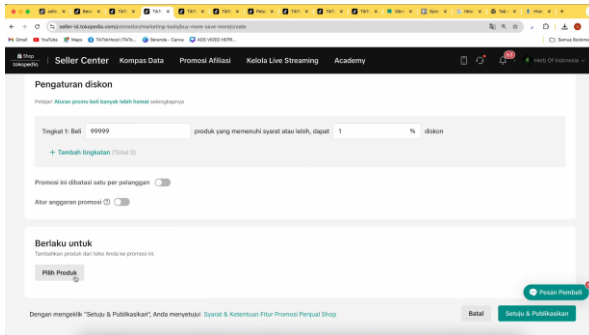 seller-id.tokopedia.com/promotion/marketing-tools/buy-more-save-more/create
Gmail YouTube Maps Beranda - Canva
Shop tokopedia Seller Center Kompas Data Promosi Afiliasi Kelola Live Streaming Academy Herb Of Indonesia
Pengaturan diskon
Pelajari Aturan promo beli banyak lebih hemat selengkapnya
Tingkat 1: Beli 99999 produk yang memenuhi syarat atau lebih, dapat 1 % diskon
+ Tambah tingkatan (Total 2)
Promosi ini dibatasi satu per pelanggan
Atur anggaran promosi
Berlaku untuk
Tambahkan produk dari toko Anda ke promosi ini.
Pilih Produk
Pesan Pembeli
Dengan mengeklik "Setuju & Publikasikan", Anda menyetujui Syarat & Ketentuan Fitur Promosi Penjual Shop
Batal Setuju & Publikasikan